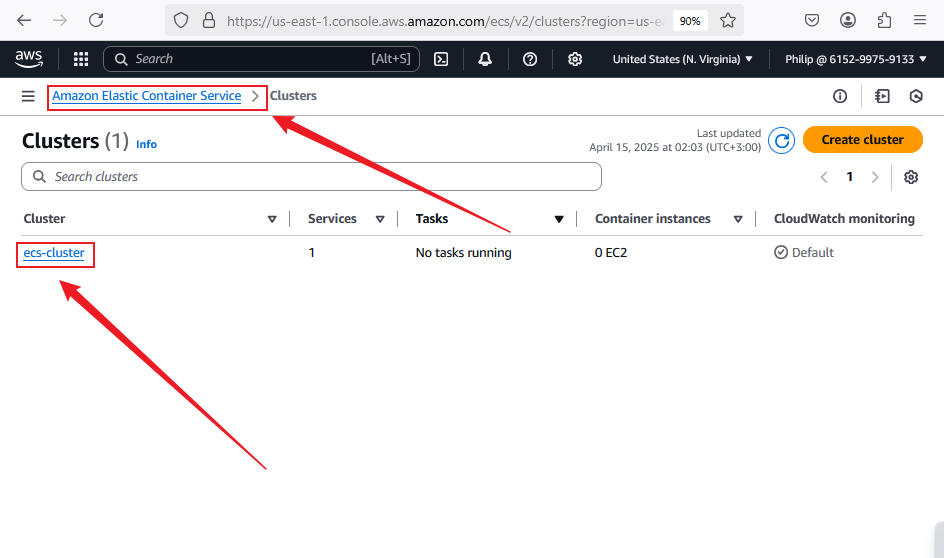 https://us-east-1.console.aws.amazon.com/ecs/v2/clusters?region=us-e
90%
aws
Search
[Alt+S]
United States (N. Virginia)
Philip @ 6152-9975-9133
Amazon Elastic Container Service
Clusters
Clusters (1)
Info
Last updated
April 15, 2025 at 02:03 (UTC+3:00)
Create cluster
Search clusters
1
Cluster
Services
Tasks
Container instances
CloudWatch monitoring
ecs-cluster
1
No tasks running
0 EC2
Default